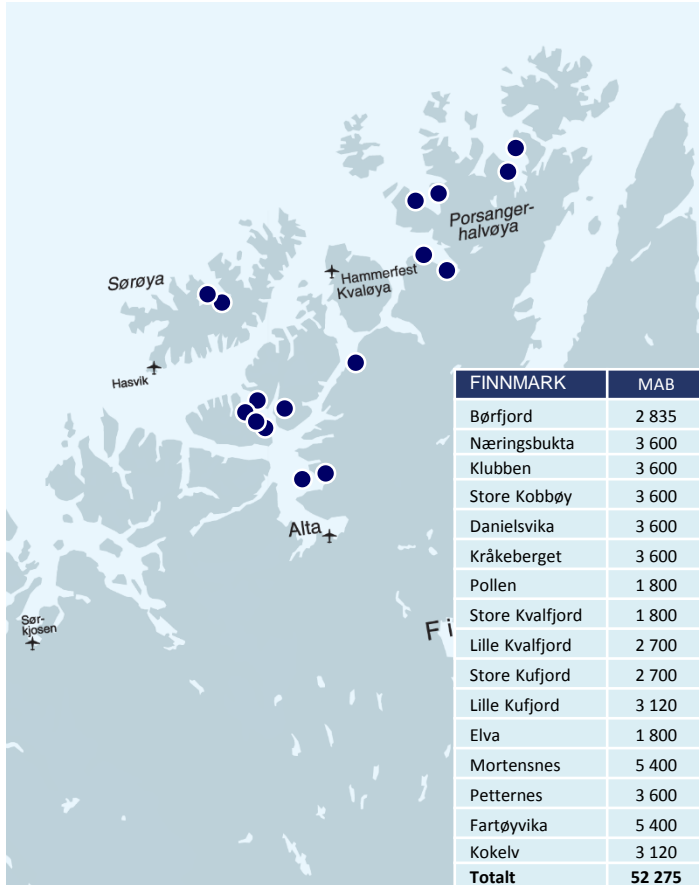 Porsanger-
halvøya
Sørøya
Hammerfest
Kvaløya
Hasvik
Alta
Sør-
kjosen
Fi
FINNMARK MAB
Børfjord 2 835
Næringsbukta 3 600
Klubben 3 600
Store Kobbøy 3 600
Danielsvika 3 600
Kråkeberget 3 600
Pollen 1 800
Store Kvalfjord 1 800
Lille Kvalfjord 2 700
Store Kufjord 2 700
Lille Kufjord 3 120
Elva 1 800
Mortensnes 5 400
Petternes 3 600
Fartøyvika 5 400
Kokelv 3 120
Totalt 52 275